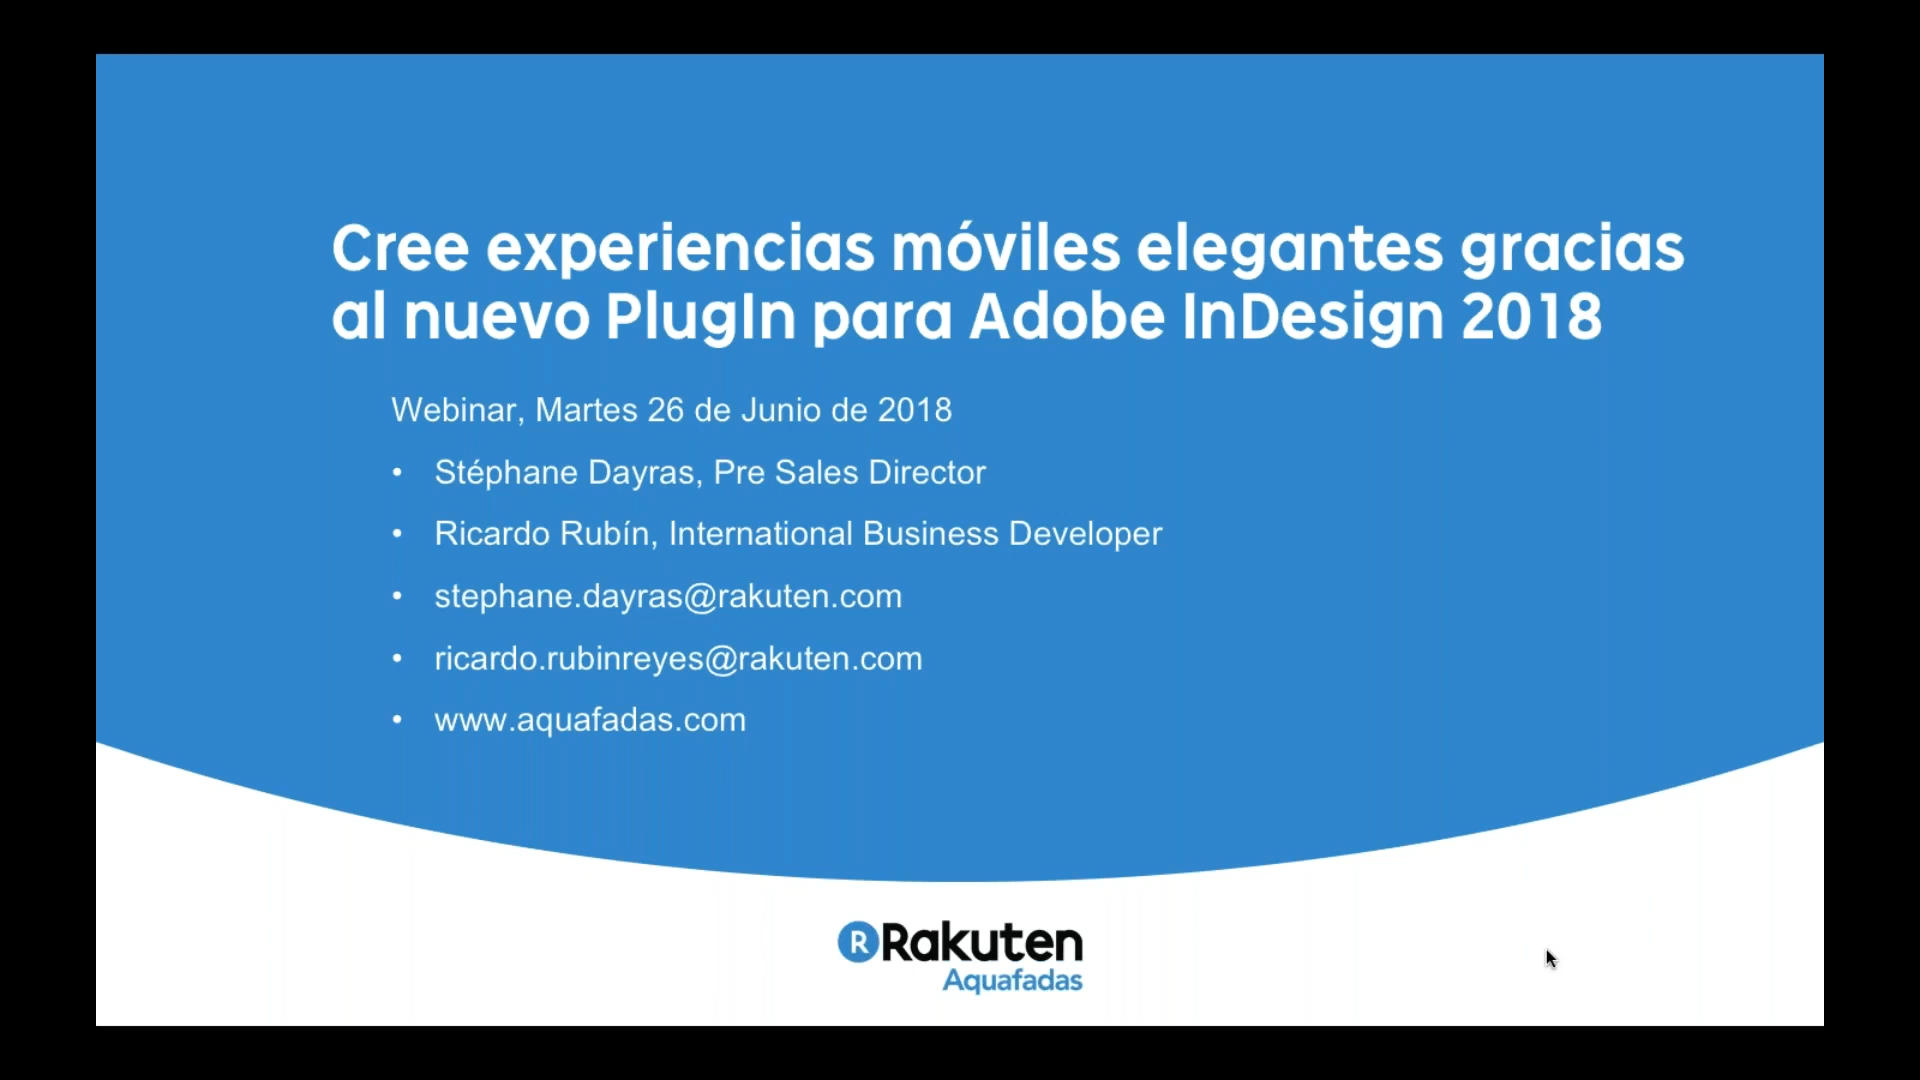 Cree experiencias móviles elegantes gracias
al nuevo PlugIn para Adobe InDesign 2018
Webinar, Martes 26 de Junio de 2018
• Stéphane Dayras, Pre Sales Director
• Ricardo Rubín, International Business Developer
• stephane.dayras@rakuten.com
• ricardo.rubinreyes@rakuten.com
• www.aquafadas.com
R Rakuten
Aquafadas